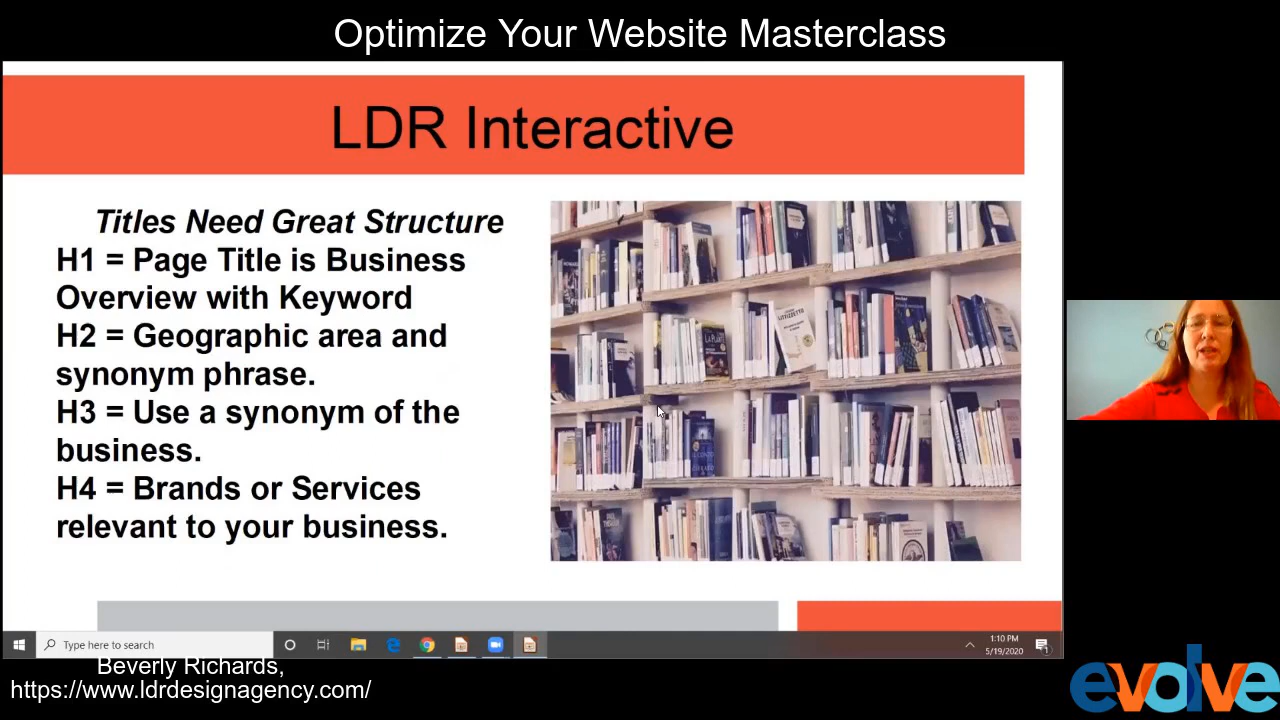 Optimize Your Website Masterclass
LDR Interactive
Titles Need Great Structure
H1 = Page Title is Business
Overview with Keyword
H2 = Geographic area and
synonym phrase.
H3 = Use a synonym of the
business.
H4 = Brands or Services
relevant to your business.
Type here to search
1:10 PM
5/19/2020
Beverly Richards,
https://www.ldrdesignagency.com/
evolve